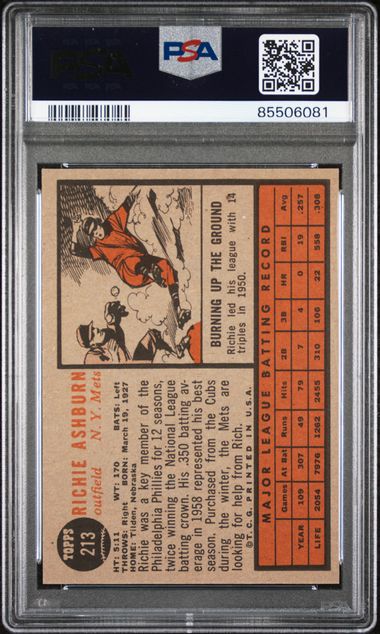 PSA
PSA
85506081
TOPPS
213
RICHIE ASHBURN
outfield N. Y. Mets
HT: 5:11 WT: 170 BATS: Left
THROWS: Right BORN: March 19, 1927
HOME: Tilden, Nebraska
Richie was a key member of the
Philadelphia Phillies for 12 seasons,
twice winning the National League
batting crown. His .350 batting av-
erage in 1958 represented his best
season. Purchased from the Cubs
during the winter, the Mets are
looking for help from Rich.
©T.C.G. PRINTED IN U.S.A.
BURNING UP THE GROUND
Richie led his league with 14
triples in 1950.
MAJOR LEAGUE BATTING RECORD
Games At Bat Runs Hits 2B 3B HR RBI Avg
YEAR 109 307 49 79 7 4 0 19 .257
LIFE 2054 7976 1262 2455 310 106 22 558 .308